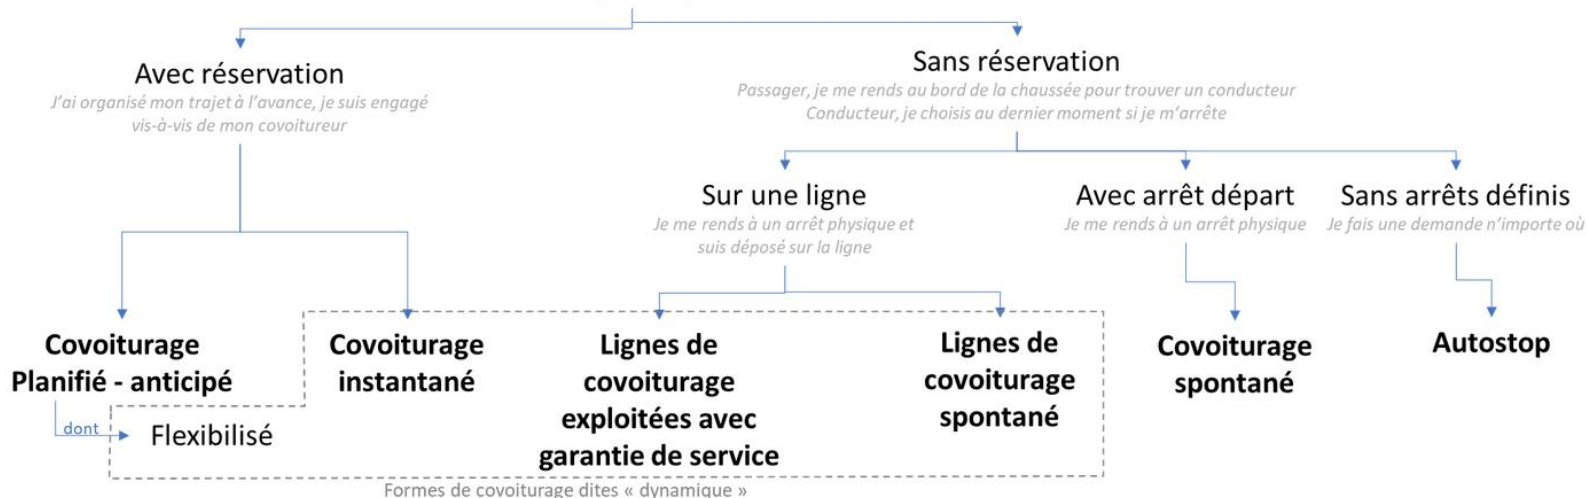 Avec réservation
J'ai organisé mon trajet à l'avance, je suis engagé
vis-à-vis de mon covoitureur
Sans réservation
Passager, je me rends au bord de la chaussée pour trouver un conducteur
Conducteur, je choisis au dernier moment si je m'arrête
Sur une ligne
Je me rends à un arrêt physique et
suis déposé sur la ligne
Avec arrêt départ
Je me rends à un arrêt physique
Sans arrêts définis
Je fais une demande n'importe où
Covoiturage
Planifié - anticipé
dont
Flexibilisé
Covoiturage
instantané
Lignes de
covoiturage
exploitées avec
garantie de service
Lignes de
covoiturage
spontané
Covoiturage
spontané
Autostop
Formes de covoiturage dites « dynamique »